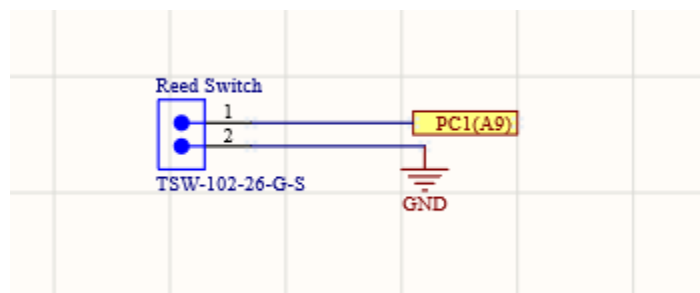 Reed Switch
1
PC1(A9)
2
TSW-102-26-G-S
GND